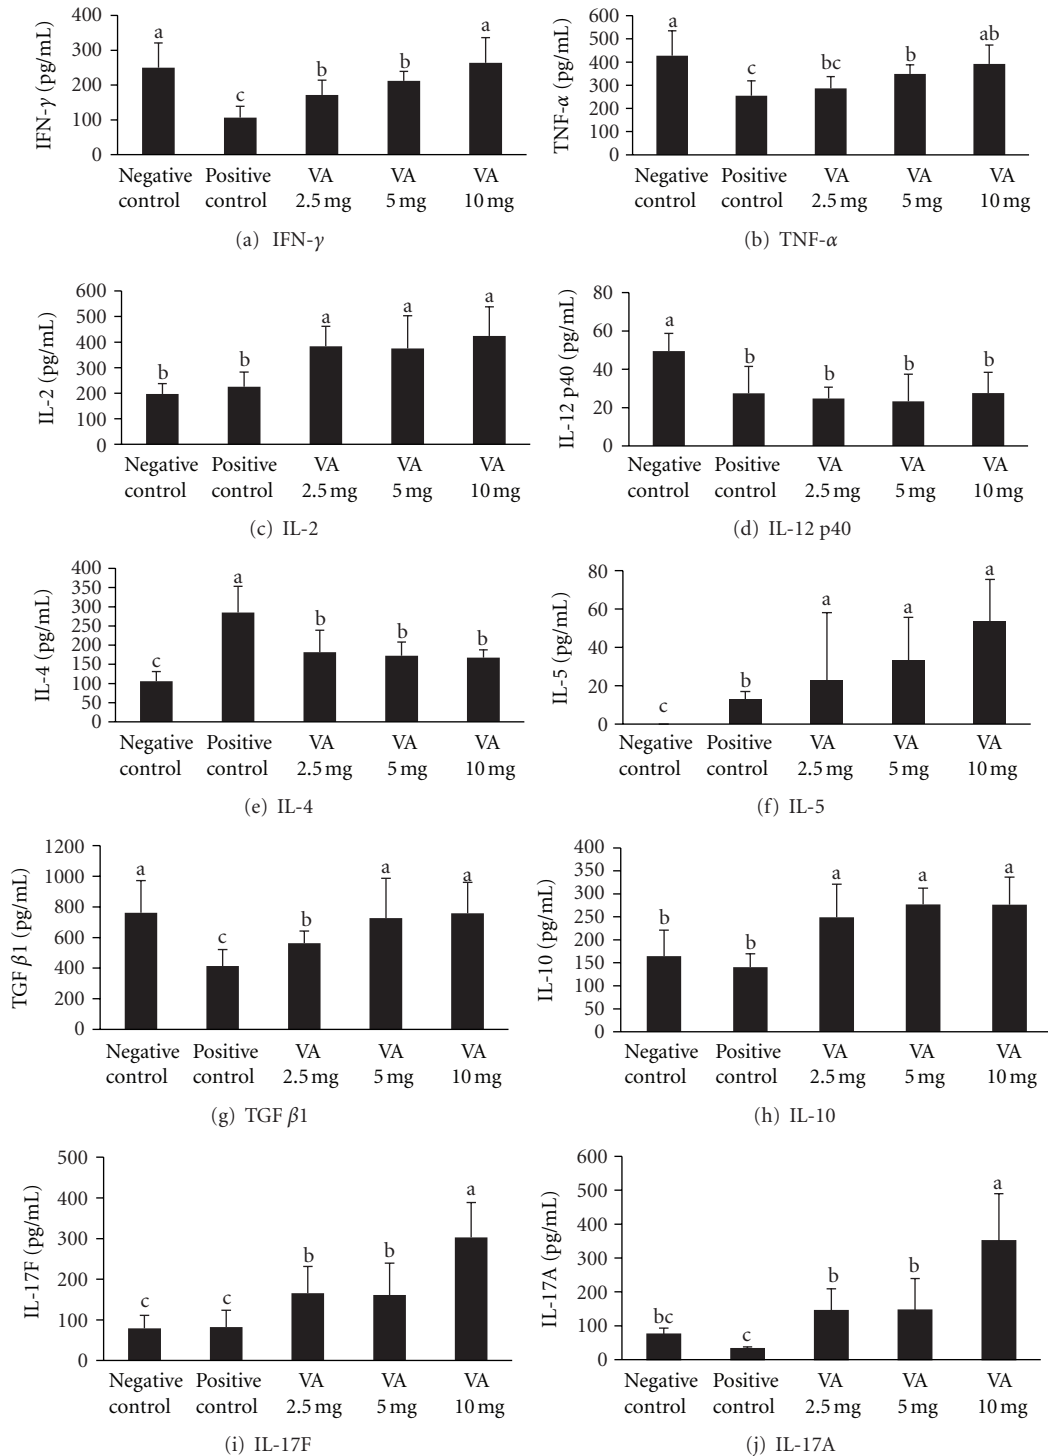 IFN-γ (pg/mL)
400
300
200
100
0
a
c
b
b
a
Negative control
Positive control
VA 2.5 mg
VA 5 mg
VA 10 mg
(a) IFN-γ
TNF-α (pg/mL)
600
500
400
300
200
100
0
a
c
bc
b
ab
Negative control
Positive control
VA 2.5 mg
VA 5 mg
VA 10 mg
(b) TNF-α
IL-2 (pg/mL)
600
500
400
300
200
100
0
b
b
a
a
a
Negative control
Positive control
VA 2.5 mg
VA 5 mg
VA 10 mg
(c) IL-2
IL-12 p40 (pg/mL)
80
60
40
20
0
a
b
b
b
b
Negative control
Positive control
VA 2.5 mg
VA 5 mg
VA 10 mg
(d) IL-12 p40
IL-4 (pg/mL)
400
350
300
250
200
150
100
50
0
c
a
b
b
b
Negative control
Positive control
VA 2.5 mg
VA 5 mg
VA 10 mg
(e) IL-4
IL-5 (pg/mL)
80
60
40
20
0
c
b
a
a
a
Negative control
Positive control
VA 2.5 mg
VA 5 mg
VA 10 mg
(f) IL-5
TGF β1 (pg/mL)
1200
1000
800
600
400
200
0
a
c
b
a
a
Negative control
Positive control
VA 2.5 mg
VA 5 mg
VA 10 mg
(g) TGF β1
IL-10 (pg/mL)
400
350
300
250
200
150
100
50
0
b
b
a
a
a
Negative control
Positive control
VA 2.5 mg
VA 5 mg
VA 10 mg
(h) IL-10
IL-17F (pg/mL)
500
400
300
200
100
0
c
c
b
b
a
Negative control
Positive control
VA 2.5 mg
VA 5 mg
VA 10 mg
(i) IL-17F
IL-17A (pg/mL)
600
500
400
300
200
100
0
bc
c
b
b
a
Negative control
Positive control
VA 2.5 mg
VA 5 mg
VA 10 mg
(j) IL-17A